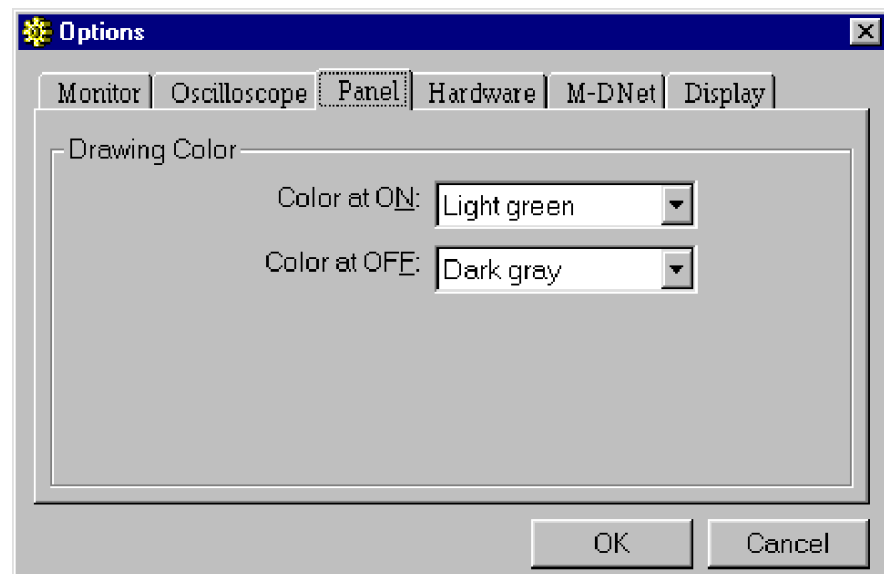 Options
Monitor Oscilloscope Panel Hardware M-DNet Display
Drawing Color
Color at ON: Light green
Color at OFF: Dark gray
OK Cancel